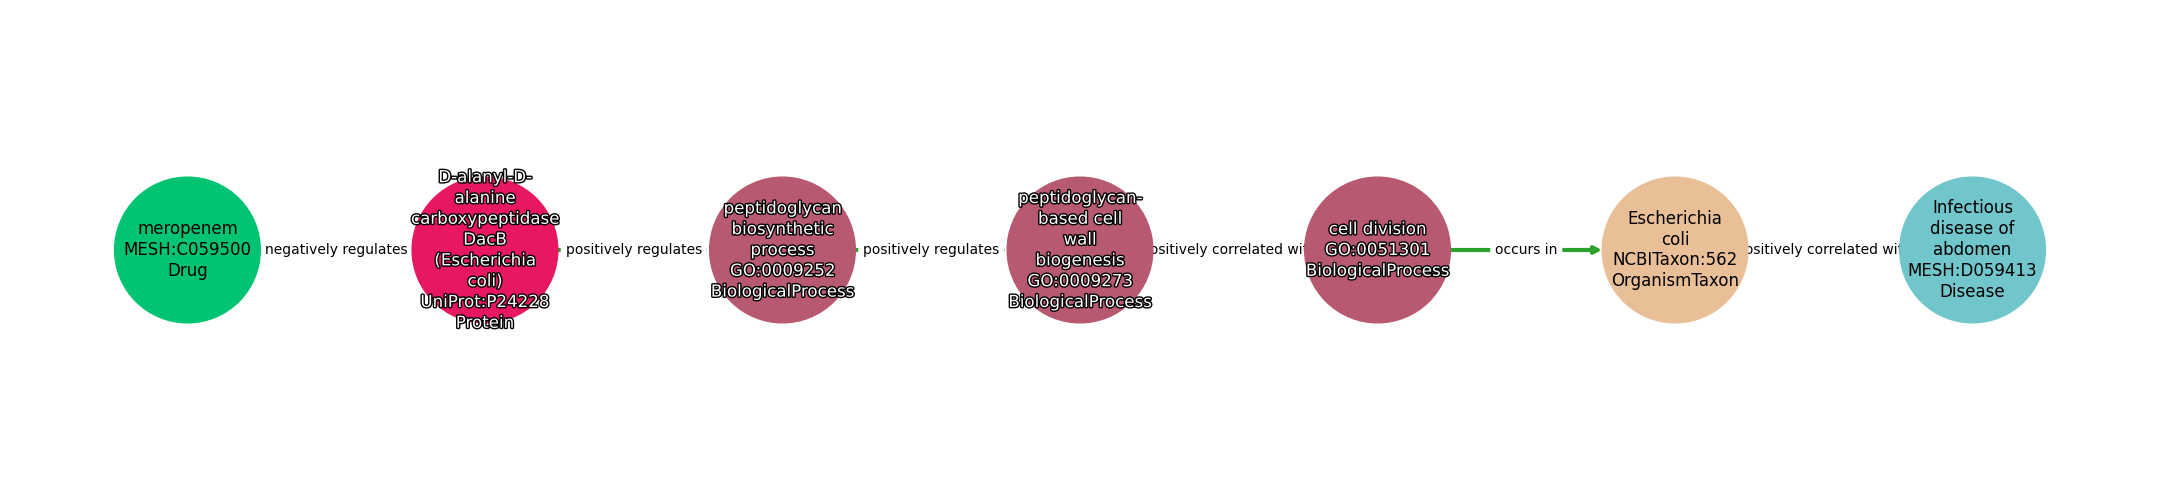 meropenem
MESH:C059500
Drug
negatively regulates
D-alanyl-D-
alanine
carboxypeptidase
DacB
(Escherichia
coli)
UniProt:P24228
Protein
positively regulates
peptidoglycan
biosynthetic
process
GO:0009252
BiologicalProcess
positively regulates
peptidoglycan-
based cell
wall
biogenesis
GO:0009273
BiologicalProcess
ositively correlated wit
cell division
GO:0051301
BiologicalProcess
occurs in
Escherichia
coli
NCBITaxon:562
OrganismTaxon
ositively correlated wit
Infectious
disease of
abdomen
MESH:D059413
Disease